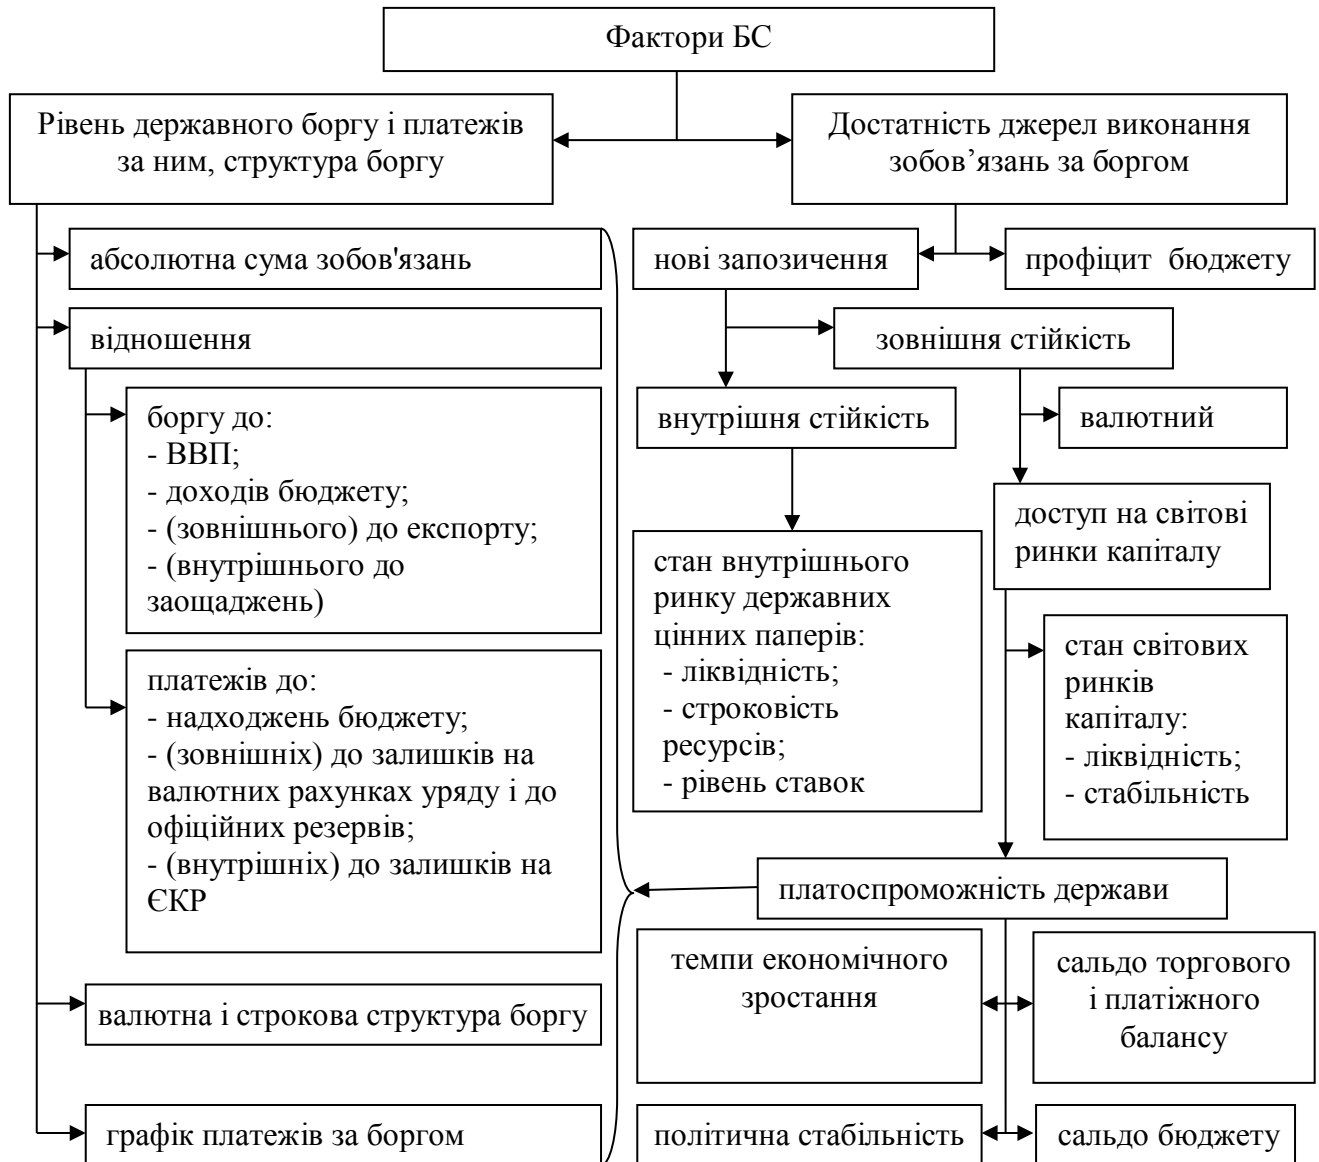 Фактори БС
Рівень державного боргу і платежів
за ним, структура боргу
Достатність джерел виконання
зобов’язань за боргом
абсолютна сума зобов'язань
відношення
боргу до:
- ВВП;
- доходів бюджету;
- (зовнішнього) до експорту;
- (внутрішнього до
заощаджень)
платежів до:
- надходжень бюджету;
- (зовнішніх) до залишків на
валютних рахунках уряду і до
офіційних резервів;
- (внутрішніх) до залишків на
ЄКР
валютна і строкова структура боргу
графік платежів за боргом
нові запозичення
профіцит бюджету
зовнішня стійкість
внутрішня стійкість
валютний
доступ на світові
ринки капіталу
стан внутрішнього
ринку державних
цінних паперів:
- ліквідність;
- строковість
ресурсів;
- рівень ставок
стан світових
ринків
капіталу:
- ліквідність;
- стабільність
платоспроможність держави
темпи економічного
зростання
сальдо торгового
і платіжного
балансу
політична стабільність
сальдо бюджету